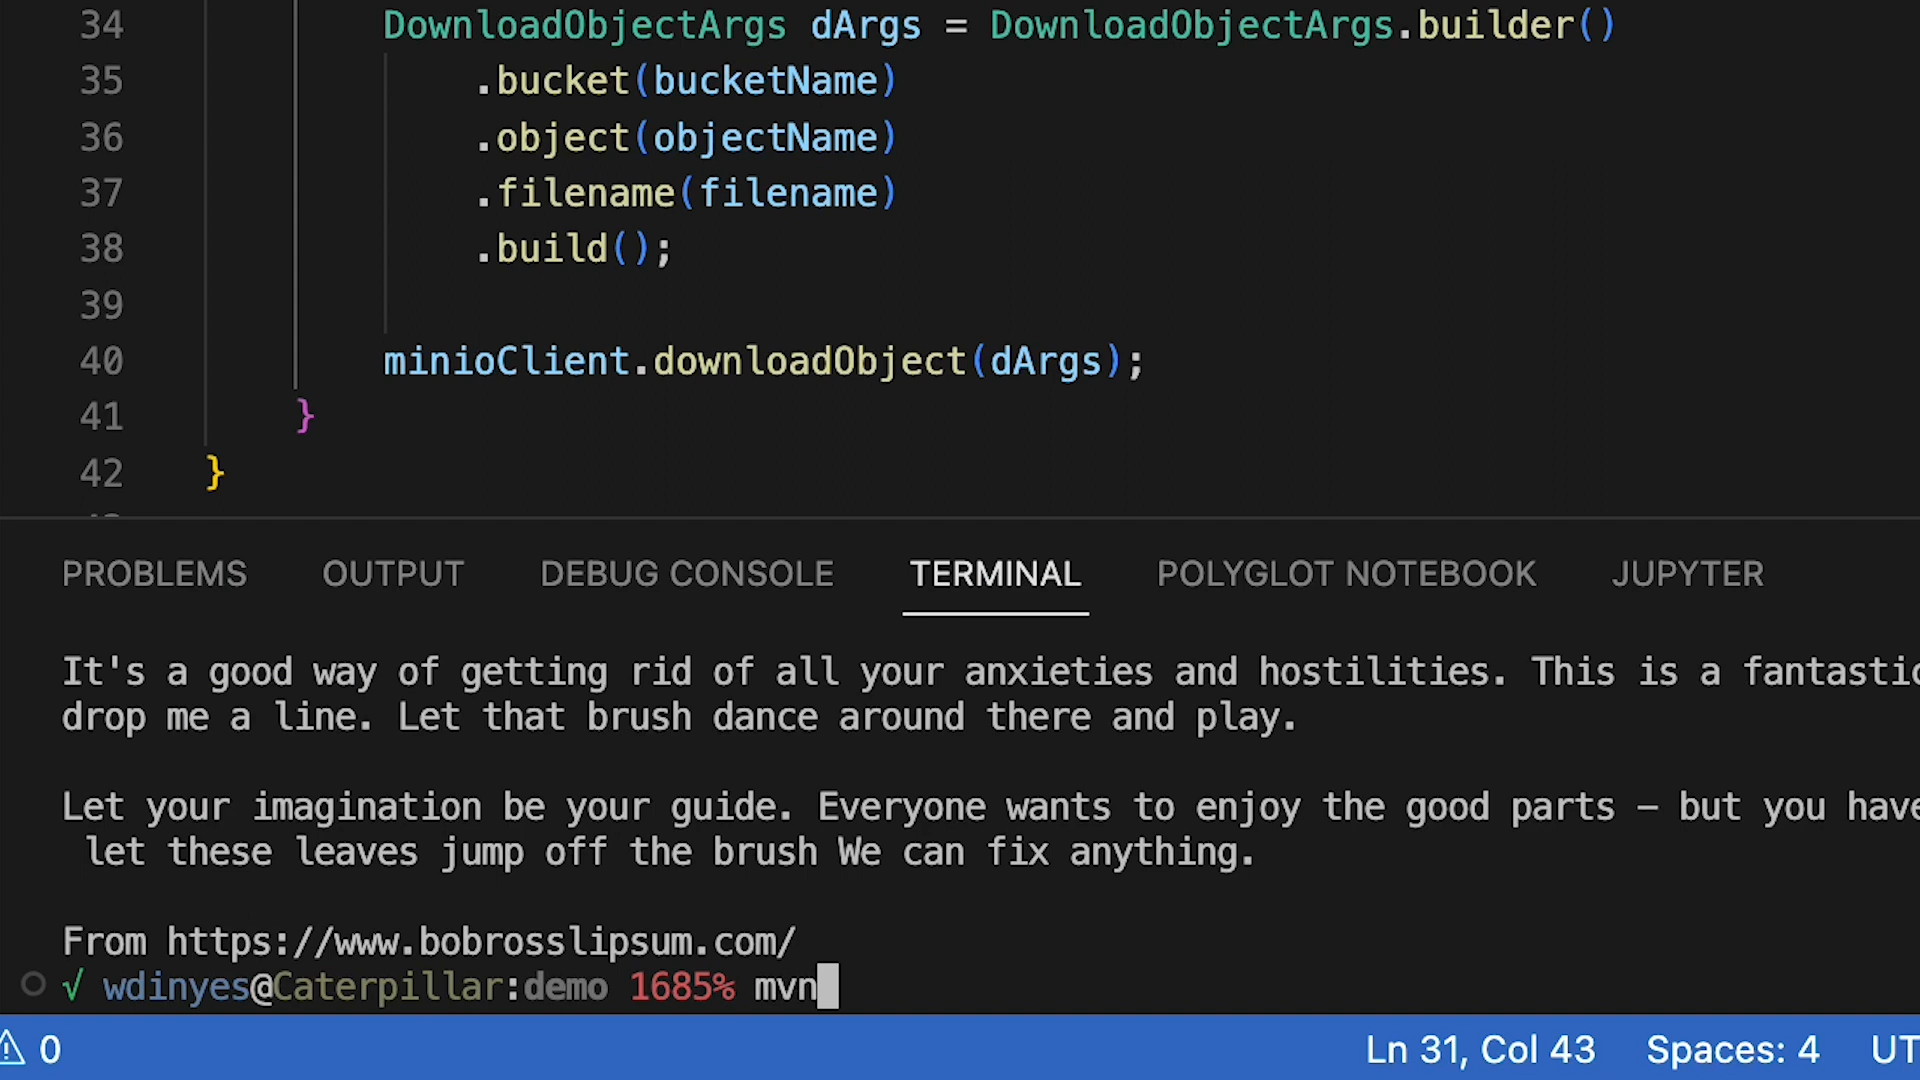 34 DownloadObjectArgs dArgs = DownloadObjectArgs.builder()
35 .bucket(bucketName)
36 .object(objectName)
37 .filename(filename)
38 .build();
39
40 minioClient.downloadObject(dArgs);
41 }
42 }
PROBLEMS OUTPUT DEBUG CONSOLE TERMINAL POLYGLOT NOTEBOOK JUPYTER
It's a good way of getting rid of all your anxieties and hostilities. This is a fantastic
drop me a line. Let that brush dance around there and play.
Let your imagination be your guide. Everyone wants to enjoy the good parts – but you have
let these leaves jump off the brush We can fix anything.
From https://www.bobrosslipsum.com/
√ wdinyes@Caterpillar:demo 1685% mvn
0 Ln 31, Col 43 Spaces: 4 UT